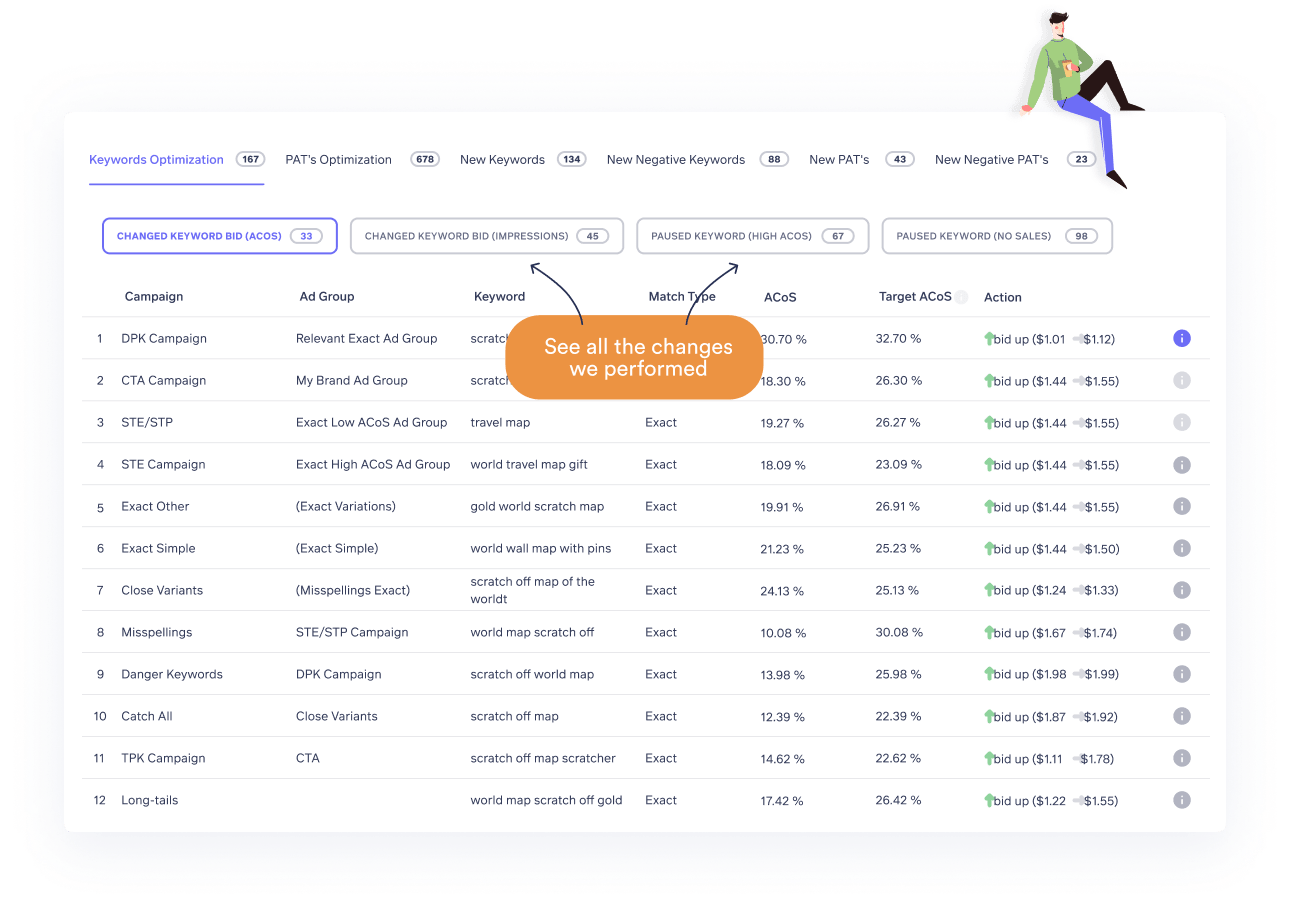 Keywords Optimization 167 PAT's Optimization 678 New Keywords 134 New Negative Keywords 88 New PAT's 43 New Negative PAT's 23
CHANGED KEYWORD BID (ACOS) 33 CHANGED KEYWORD BID (IMPRESSIONS) 45 PAUSED KEYWORD (HIGH ACOS) 67 PAUSED KEYWORD (NO SALES) 98
Campaign Ad Group Keyword Match Type ACoS Target ACoS Action
1 DPK Campaign Relevant Exact Ad Group 30.70 % 32.70 % bid up ($1.01 $1.12)
See all the changes
we performed
2 CTA Campaign My Brand Ad Group 18.30 % 26.30 % bid up ($1.44 $1.55)
3 STE/STP Exact Low ACoS Ad Group travel map Exact 19.27 % 26.27 % bid up ($1.44 $1.55)
4 STE Campaign Exact High ACoS Ad Group world travel map gift Exact 18.09 % 23.09 % bid up ($1.44 $1.55)
5 Exact Other (Exact Variations) gold world scratch map Exact 19.91 % 26.91 % bid up ($1.44 $1.55)
6 Exact Simple (Exact Simple) world wall map with pins Exact 21.23 % 25.23 % bid up ($1.44 $1.50)
7 Close Variants (Misspellings Exact) scratch off map of the
worldt Exact 24.13 % 25.13 % bid up ($1.24 $1.33)
8 Misspellings STE/STP Campaign world map scratch off Exact 10.08 % 30.08 % bid up ($1.67 $1.74)
9 Danger Keywords DPK Campaign scratch off world map Exact 13.98 % 25.98 % bid up ($1.98 $1.99)
10 Catch All Close Variants scratch off map Exact 12.39 % 22.39 % bid up ($1.87 $1.92)
11 TPK Campaign CTA scratch off map scratcher Exact 14.62 % 22.62 % bid up ($1.11 $1.78)
12 Long-tails world map scratch off gold Exact 17.42 % 26.42 % bid up ($1.22 $1.55)